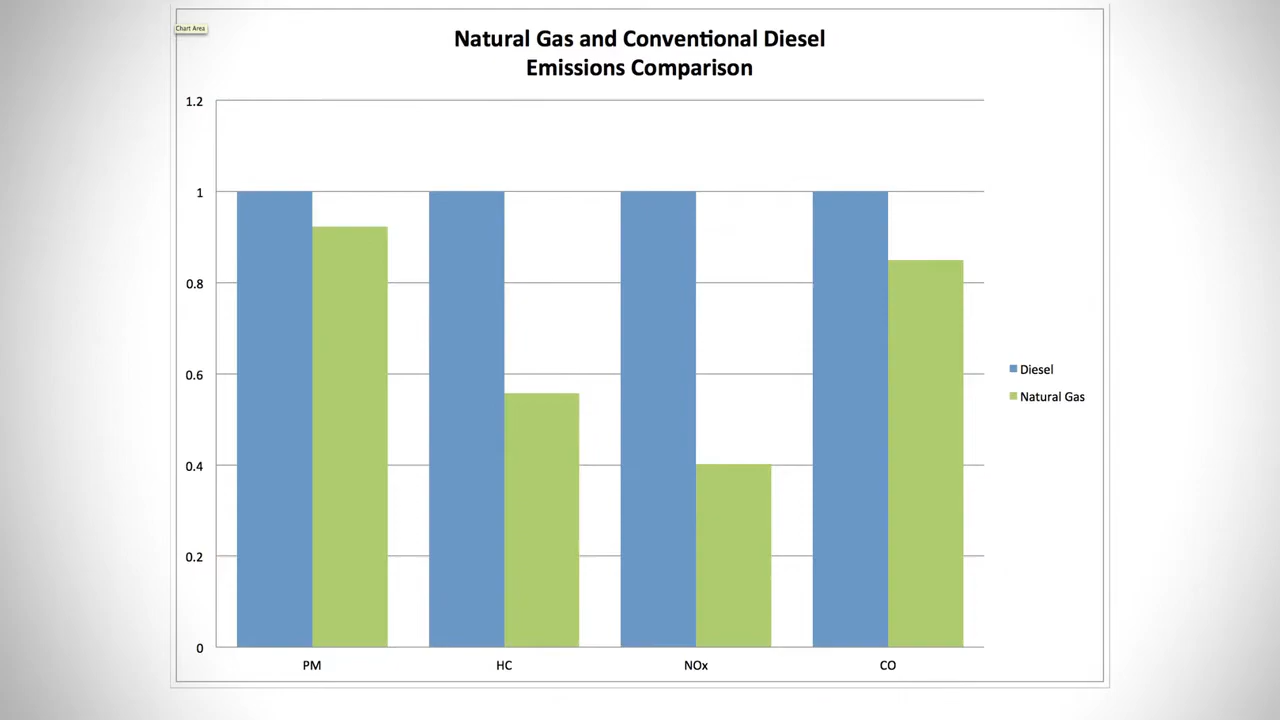 Chart Area
Natural Gas and Conventional Diesel
Emissions Comparison
1.2
1
0.8
0.6
0.4
0.2
0
PM HC NOx CO
Diesel
Natural Gas